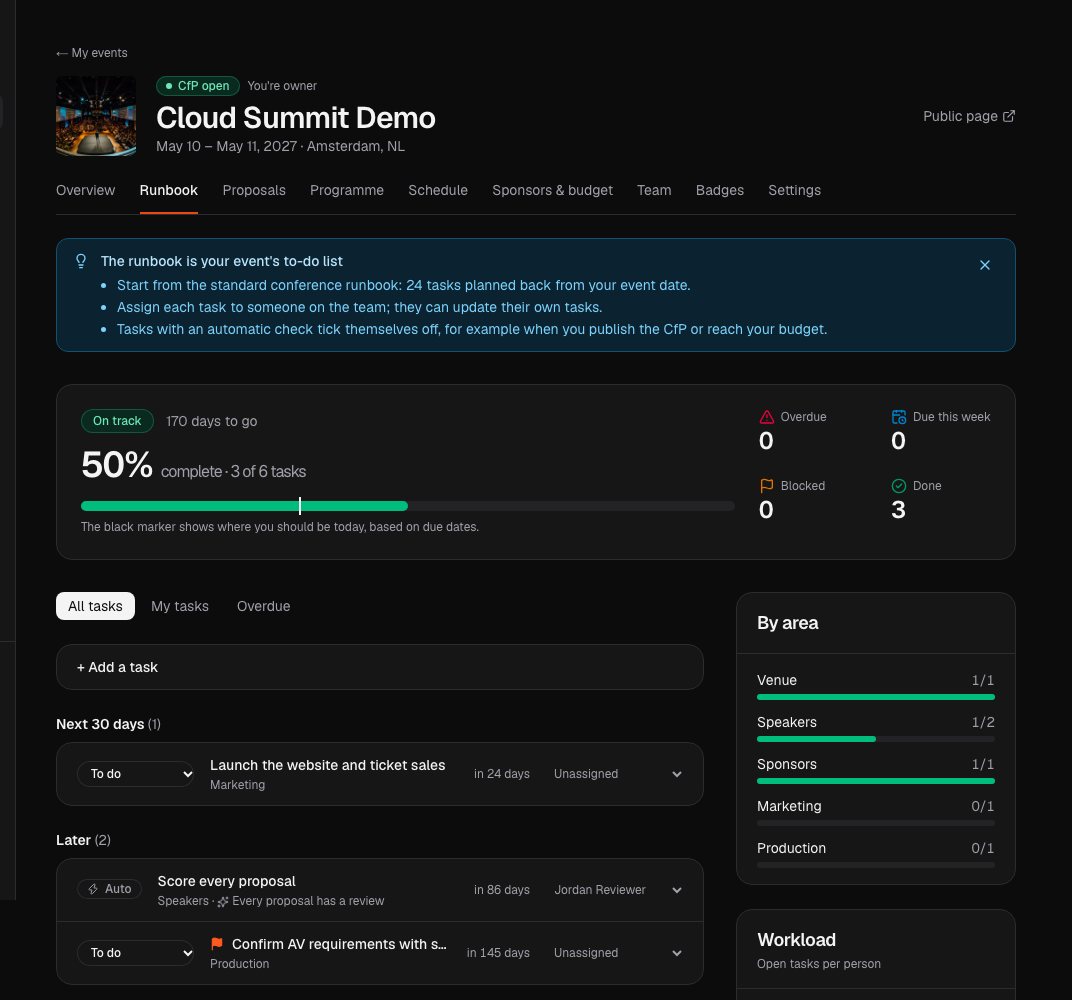 ← My events
CfP open You're owner
Cloud Summit Demo
May 10 – May 11, 2027 · Amsterdam, NL
Public page
Overview Runbook Proposals Programme Schedule Sponsors & budget Team Badges Settings
The runbook is your event's to-do list
• Start from the standard conference runbook: 24 tasks planned back from your event date.
• Assign each task to someone on the team; they can update their own tasks.
• Tasks with an automatic check tick themselves off, for example when you publish the CfP or reach your budget.
On track 170 days to go
50% complete · 3 of 6 tasks
The black marker shows where you should be today, based on due dates.
Overdue
0
Due this week
0
Blocked
0
Done
3
All tasks My tasks Overdue
+ Add a task
Next 30 days (1)
To do
Launch the website and ticket sales
Marketing
in 24 days
Unassigned
Later (2)
Auto
Score every proposal
Speakers · Every proposal has a review
in 86 days
Jordan Reviewer
To do
Confirm AV requirements with s...
Production
in 145 days
Unassigned
By area
Venue 1/1
Speakers 1/2
Sponsors 1/1
Marketing 0/1
Production 0/1
Workload
Open tasks per person